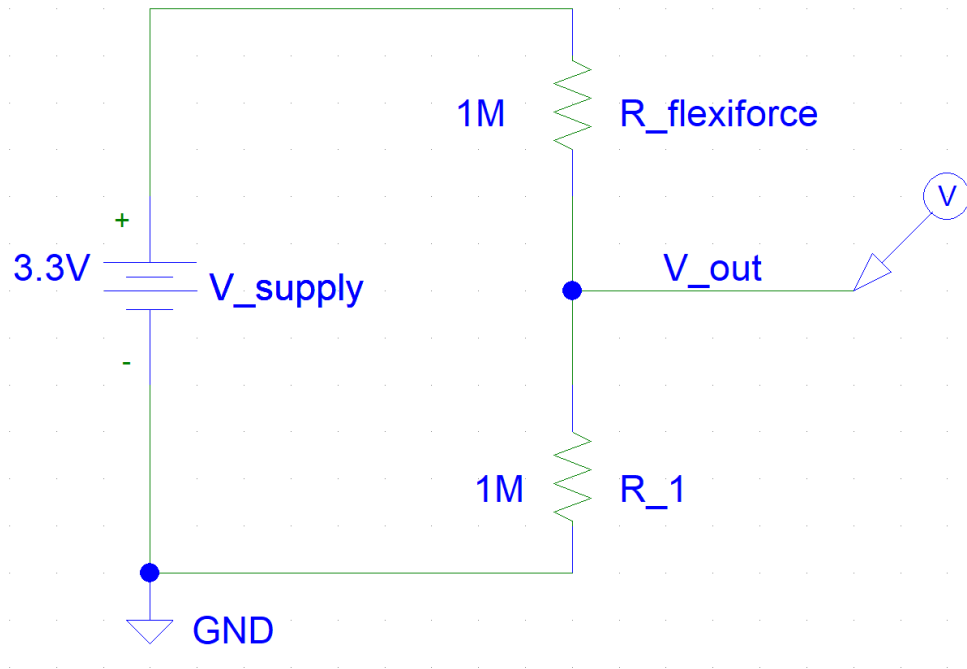 1M R_flexiforce
V
+
3.3V V_supply
V_out
-
1M R_1
GND